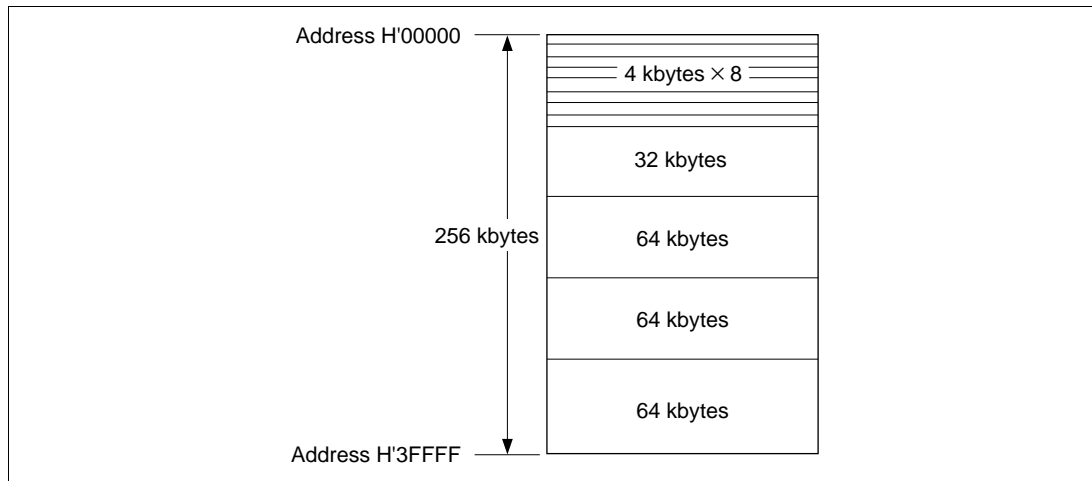 Address H'00000
4 kbytes × 8
32 kbytes
256 kbytes
64 kbytes
64 kbytes
64 kbytes
Address H'3FFFF